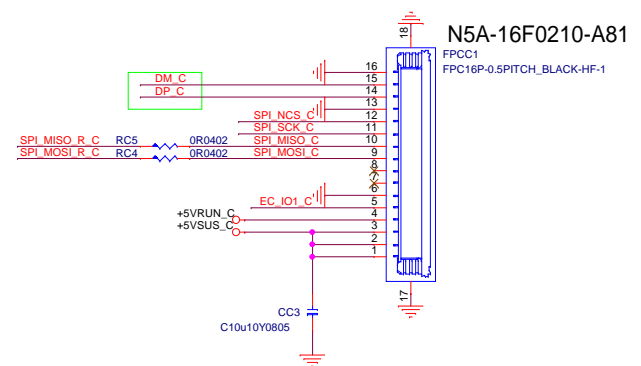 N5A-16F0210-A81
18
FPCC1
FPC16P-0.5PITCH_BLACK-HF-1
16
DM_C 15
DP_C 14
13
SPI_NCS_C 12
SPI_SCK_C 11
SPI_MISO_R_C RC5 0R0402 SPI_MISO_C 10
SPI_MOSI_R_C RC4 0R0402 SPI_MOSI_C 9
8
7
6
EC_IO1_C 5
+5VRUN_C 4
+5VSUS_C 3
2
1
17
CC3
C10u10Y0805